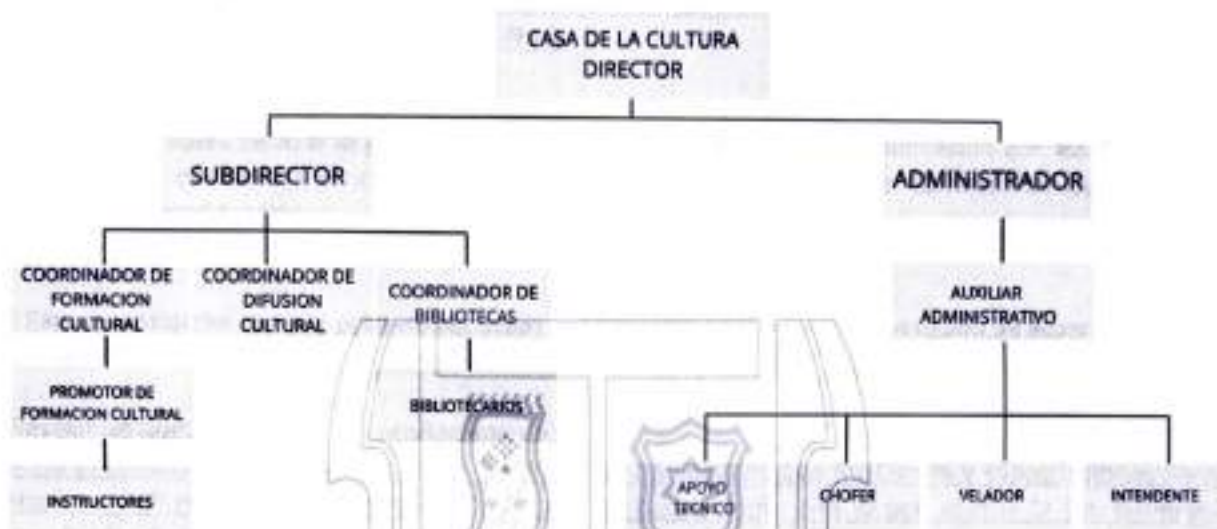 CASA DE LA CULTURA
DIRECTOR
SUBDIRECTOR
ADMINISTRADOR
COORDINADOR DE
FORMACION
CULTURAL
COORDINADOR DE
DIFUSION
CULTURAL
COORDINADOR DE
BIBLIOTECAS
AUXILIAR
ADMINISTRATIVO
PROMOTOR DE
FORMACION CULTURAL
BIBLIOTECARIOS
INSTRUCTORES
APOYO
TECNICO
CHOFER
VELADOR
INTENDENTE